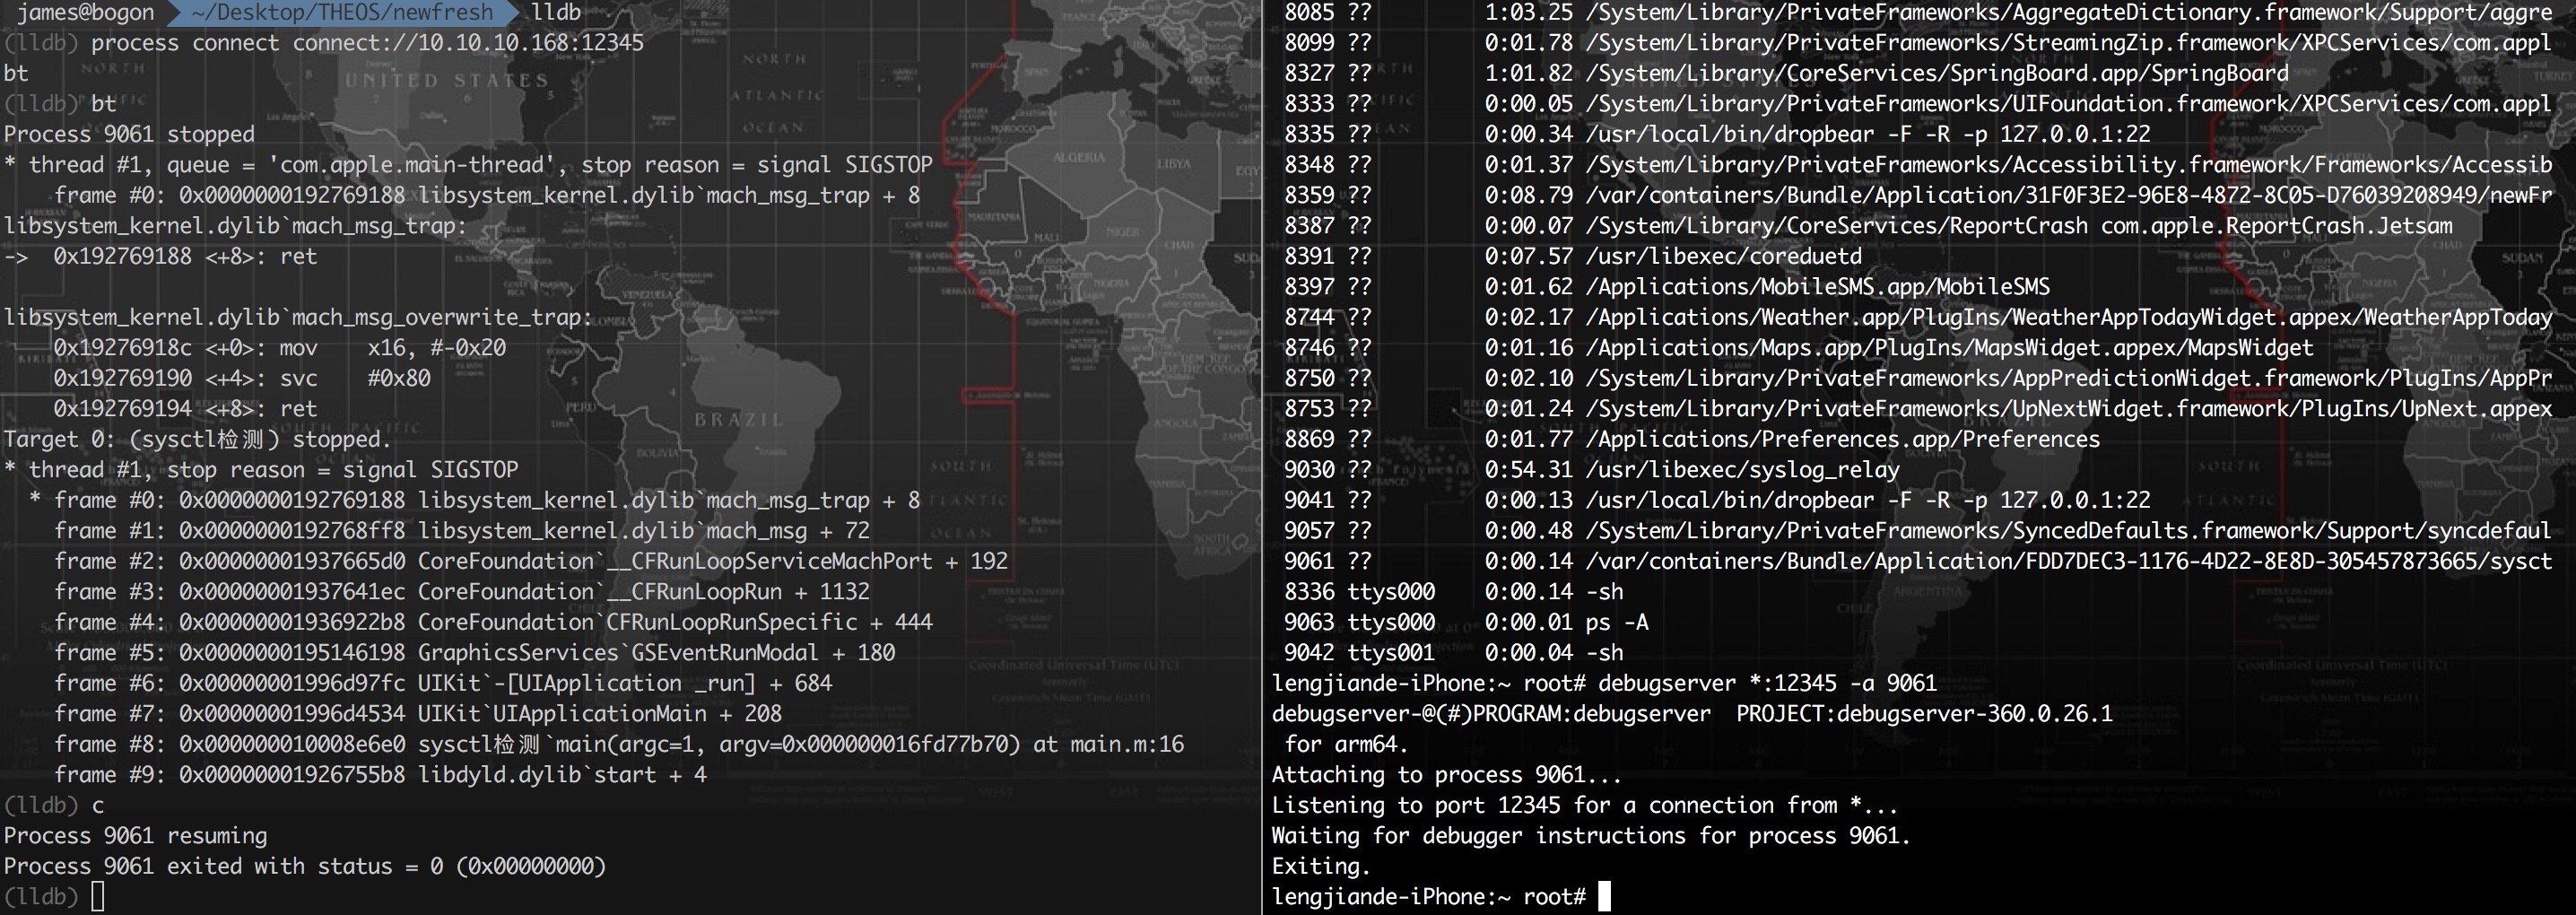 james@bogon ~/Desktop/THEOS/newfresh lldb
(lldb) process connect connect://10.10.10.168:12345
bt
(lldb) bt
Process 9061 stopped
* thread #1, queue = 'com.apple.main-thread', stop reason = signal SIGSTOP
    frame #0: 0x0000000192769188 libsystem_kernel.dylib`mach_msg_trap + 8
libsystem_kernel.dylib`mach_msg_trap:
->  0x192769188 <+8>: ret

libsystem_kernel.dylib`mach_msg_overwrite_trap:
    0x19276918c <+0>: mov    x16, #-0x20
    0x192769190 <+4>: svc    #0x80
    0x192769194 <+8>: ret
Target 0: (sysctl检测) stopped.
* thread #1, stop reason = signal SIGSTOP
  * frame #0: 0x0000000192769188 libsystem_kernel.dylib`mach_msg_trap + 8
    frame #1: 0x0000000192768ff8 libsystem_kernel.dylib`mach_msg + 72
    frame #2: 0x00000001937665d0 CoreFoundation`__CFRunLoopServiceMachPort + 192
    frame #3: 0x00000001937641ec CoreFoundation`__CFRunLoopRun + 1132
    frame #4: 0x00000001936922b8 CoreFoundation`CFRunLoopRunSpecific + 444
    frame #5: 0x0000000195146198 GraphicsServices`GSEventRunModal + 180
    frame #6: 0x00000001996d97fc UIKit`-[UIApplication _run] + 684
    frame #7: 0x00000001996d4534 UIKit`UIApplicationMain + 208
    frame #8: 0x000000010008e6e0 sysctl检测`main(argc=1, argv=0x000000016fd77b70) at main.m:16
    frame #9: 0x00000001926755b8 libdyld.dylib`start + 4
(lldb) c
Process 9061 resuming
Process 9061 exited with status = 0 (0x00000000)
(lldb)
8085 ??         1:03.25 /System/Library/PrivateFrameworks/AggregateDictionary.framework/Support/aggre
8099 ??         0:01.78 /System/Library/PrivateFrameworks/StreamingZip.framework/XPCServices/com.appl
8327 ??         1:01.82 /System/Library/CoreServices/SpringBoard.app/SpringBoard
8333 ??         0:00.05 /System/Library/PrivateFrameworks/UIFoundation.framework/XPCServices/com.appl
8335 ??         0:00.34 /usr/local/bin/dropbear -F -R -p 127.0.0.1:22
8348 ??         0:01.37 /System/Library/PrivateFrameworks/Accessibility.framework/Frameworks/Accessib
8359 ??         0:08.79 /var/containers/Bundle/Application/31F0F3E2-96E8-4872-8C05-D76039208949/newFr
8387 ??         0:00.07 /System/Library/CoreServices/ReportCrash com.apple.ReportCrash.Jetsam
8391 ??         0:07.57 /usr/libexec/coreduetd
8397 ??         0:01.62 /Applications/MobileSMS.app/MobileSMS
8744 ??         0:02.17 /Applications/Weather.app/PlugIns/WeatherAppTodayWidget.appex/WeatherAppToday
8746 ??         0:01.16 /Applications/Maps.app/PlugIns/MapsWidget.appex/MapsWidget
8750 ??         0:02.10 /System/Library/PrivateFrameworks/AppPredictionWidget.framework/PlugIns/AppPr
8753 ??         0:01.24 /System/Library/PrivateFrameworks/UpNextWidget.framework/PlugIns/UpNext.appex
8869 ??         0:01.77 /Applications/Preferences.app/Preferences
9030 ??         0:54.31 /usr/libexec/syslog_relay
9041 ??         0:00.13 /usr/local/bin/dropbear -F -R -p 127.0.0.1:22
9057 ??         0:00.48 /System/Library/PrivateFrameworks/SyncedDefaults.framework/Support/syncdefaul
9061 ??         0:00.14 /var/containers/Bundle/Application/FDD7DEC3-1176-4D22-8E8D-305457873665/sysct
8336 ttys000    0:00.14 -sh
9063 ttys000    0:00.01 ps -A
9042 ttys001    0:00.04 -sh
lengjiande-iPhone:~ root# debugserver *:12345 -a 9061
debugserver-@(#)PROGRAM:debugserver  PROJECT:debugserver-360.0.26.1
 for arm64.
Attaching to process 9061...
Listening to port 12345 for a connection from *...
Waiting for debugger instructions for process 9061.
Exiting.
lengjiande-iPhone:~ root#